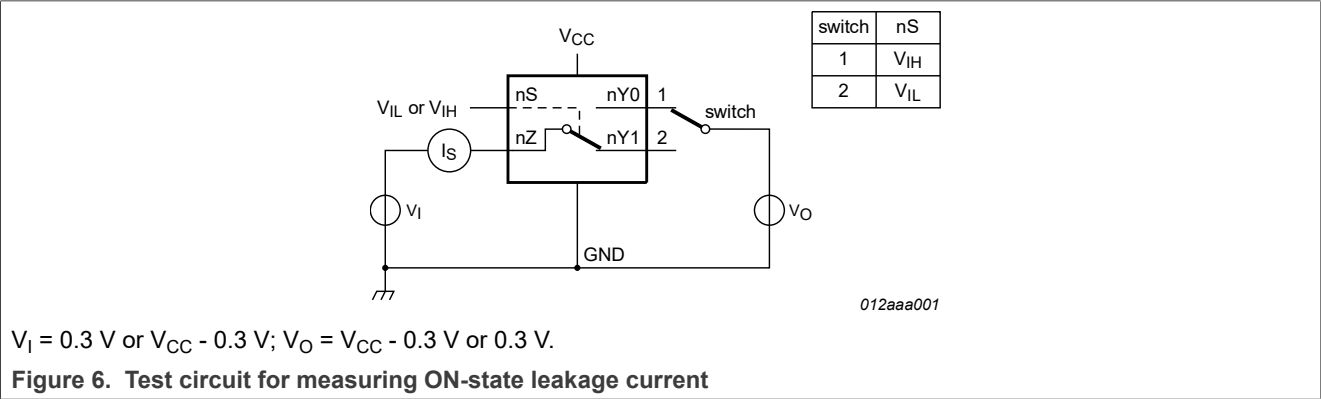 VCC
switch nS
1 VIH
2 VIL
VIL or VIH
nS nY0 1
switch
nZ nY1 2
IS
VI
VO
GND
012aaa001
VI = 0.3 V or VCC - 0.3 V; VO = VCC - 0.3 V or 0.3 V.
Figure 6. Test circuit for measuring ON-state leakage current